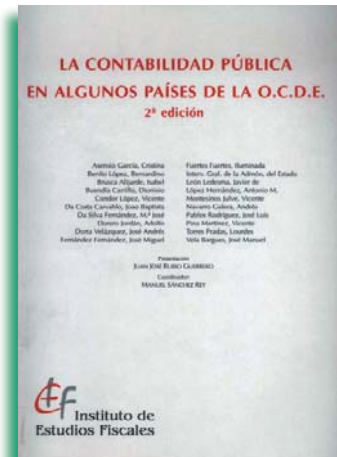 LA CONTABILIDAD PÚBLICA
EN ALGUNOS PAÍSES DE LA O.C.D.E.
2ª edición
Asensio García, Cristina
Benito López, Bernardino
Brusca Alijarde, Isabel
Buendía Carrillo, Dionisio
Condor López, Vicente
Da Costa Carvalho, Joao Baptista
Da Silva Fernández, M.ª José
Donoso Jordán, Adolfo
Dorta Velázquez, José Andrés
Fernández Fernández, José Miguel
Fuertes Fuertes, Iluminada
Interv. Gral. de la Admón. del Estado
León Ledesma, Javier de
López Hernández, Antonio M.
Montesinos Julve, Vicente
Navarro Galera, Andrés
Pablos Rodríguez, José Luis
Pina Martínez, Vicente
Torres Pradas, Lourdes
Vela Bargues, José Manuel
Presentación
JUAN JOSÉ RUBIO GUERRERO
Coordinador
MANUEL SÁNCHEZ REY
Instituto de
Estudios Fiscales